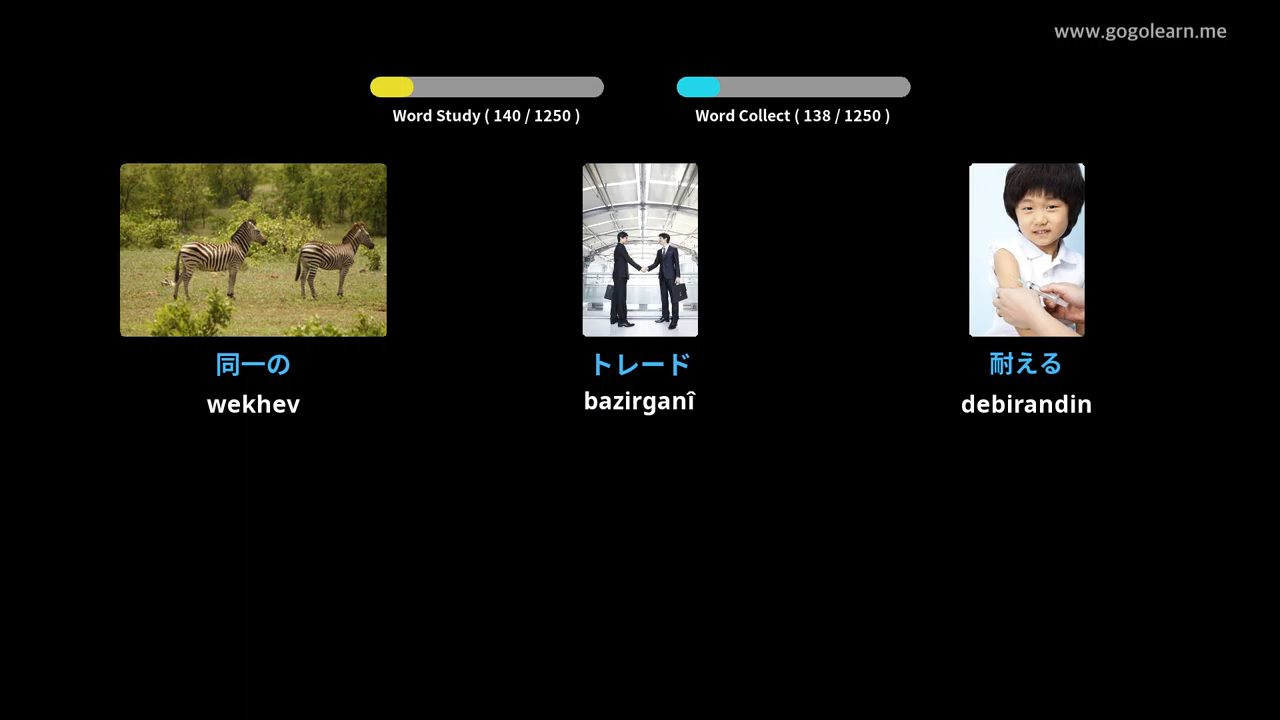 www.gogolearn.me
Word Study ( 140 / 1250 )
Word Collect ( 138 / 1250 )
同一の
wekhev
トレード
bazirganî
耐える
debirandin